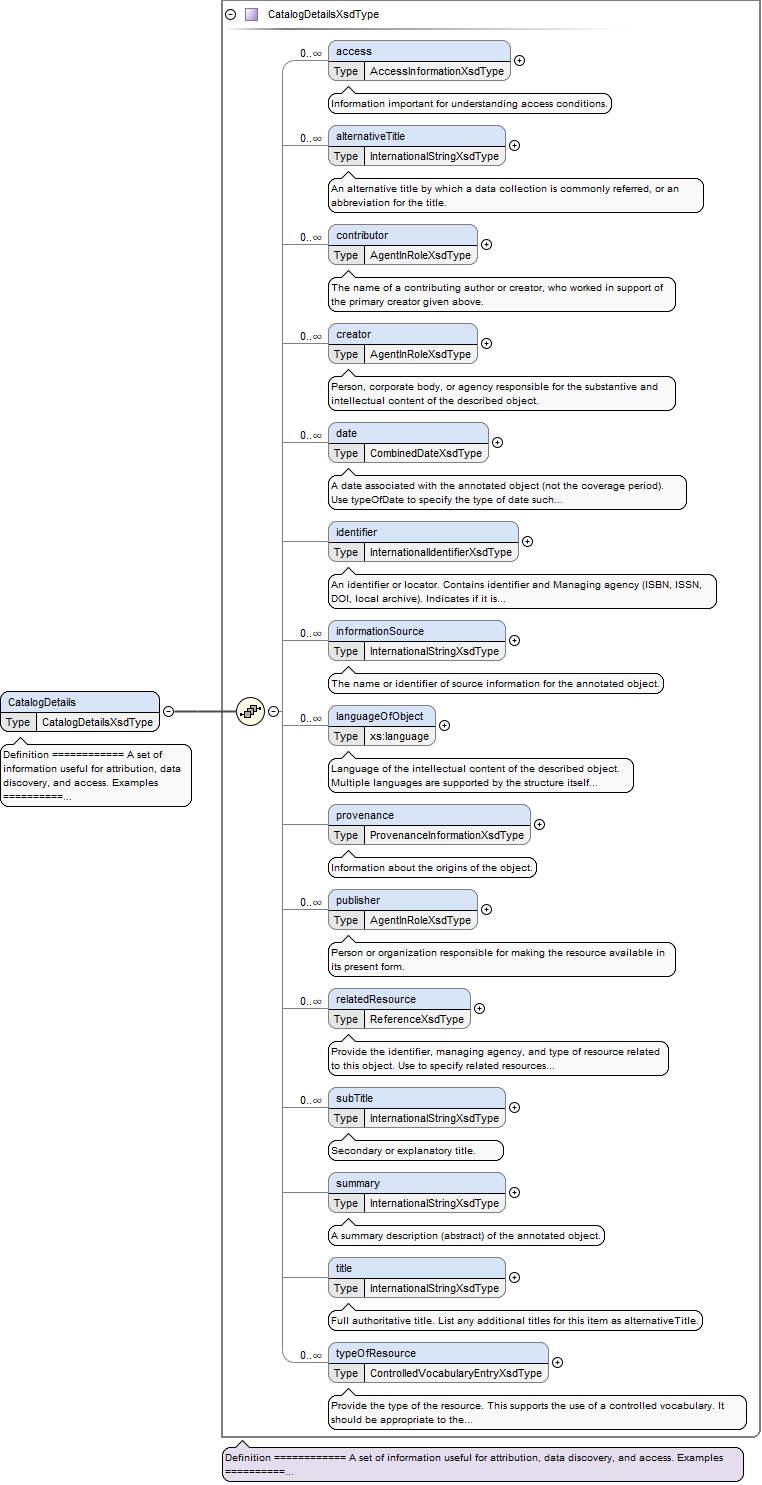 CatalogDetailsXsdType
0..∞
access
Type AccessInformationXsdType
Information important for understanding access conditions.
0..∞
alternativeTitle
Type InternationalStringXsdType
An alternative title by which a data collection is commonly referred, or an
abbreviation for the title.
0..∞
contributor
Type AgentInRoleXsdType
The name of a contributing author or creator, who worked in support of
the primary creator given above.
0..∞
creator
Type AgentInRoleXsdType
Person, corporate body, or agency responsible for the substantive and
intellectual content of the described object.
0..∞
date
Type CombinedDateXsdType
A date associated with the annotated object (not the coverage period).
Use typeOfDate to specify the type of date such...
identifier
Type InternationalIdentifierXsdType
An identifier or locator. Contains identifier and Managing agency (ISBN, ISSN,
DOI, local archive). Indicates if it is...
0..∞
informationSource
Type InternationalStringXsdType
The name or identifier of source information for the annotated object.
CatalogDetails
Type CatalogDetailsXsdType
Definition ============ A set of
information useful for attribution, data
discovery, and access. Examples
==========...
0..∞
languageOfObject
Type xs:language
Language of the intellectual content of the described object.
Multiple languages are supported by the structure itself...
provenance
Type ProvenanceInformationXsdType
Information about the origins of the object.
0..∞
publisher
Type AgentInRoleXsdType
Person or organization responsible for making the resource available in
its present form.
0..∞
relatedResource
Type ReferenceXsdType
Provide the identifier, managing agency, and type of resource related
to this object. Use to specify related resources...
0..∞
subTitle
Type InternationalStringXsdType
Secondary or explanatory title.
summary
Type InternationalStringXsdType
A summary description (abstract) of the annotated object.
title
Type InternationalStringXsdType
Full authoritative title. List any additional titles for this item as alternativeTitle.
0..∞
typeOfResource
Type ControlledVocabularyEntryXsdType
Provide the type of the resource. This supports the use of a controlled vocabulary. It
should be appropriate to the...
Definition ============ A set of information useful for attribution, data discovery, and access. Examples
==========...